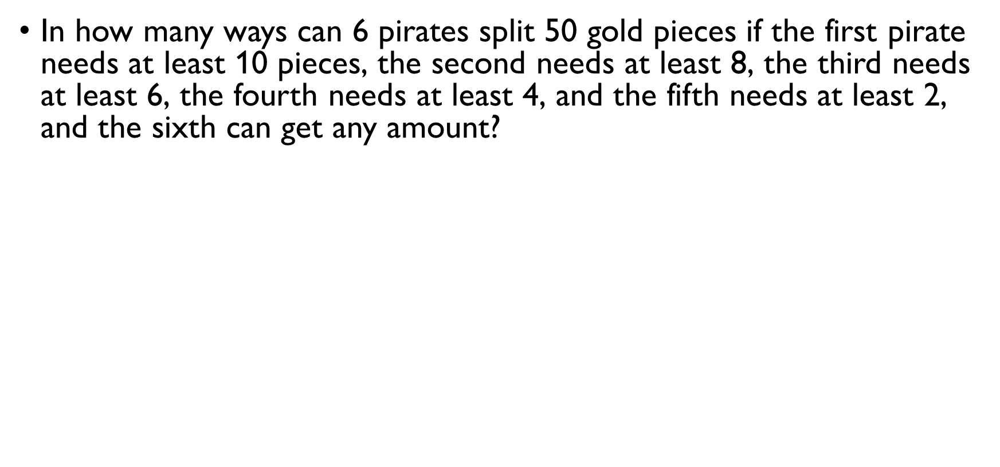 • In how many ways can 6 pirates split 50 gold pieces if the first pirate
needs at least 10 pieces, the second needs at least 8, the third needs
at least 6, the fourth needs at least 4, and the fifth needs at least 2,
and the sixth can get any amount?